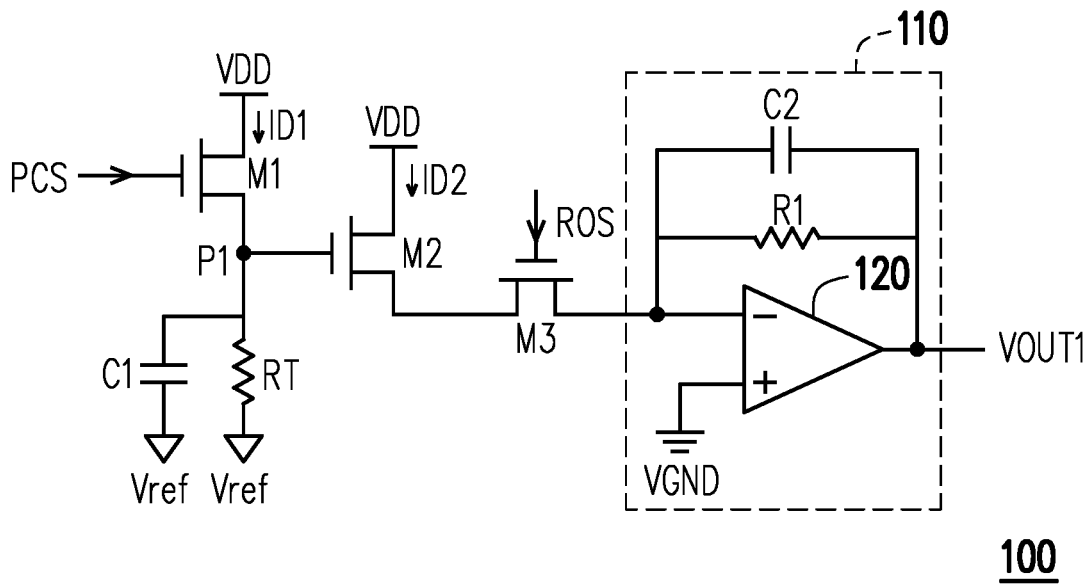 110
VDD
C2
ID1
VDD
PCS
M1
ID2
R1
ROS
P1
M2
120
M3
VOUT1
C1
RT
VGND
Vref
Vref
100